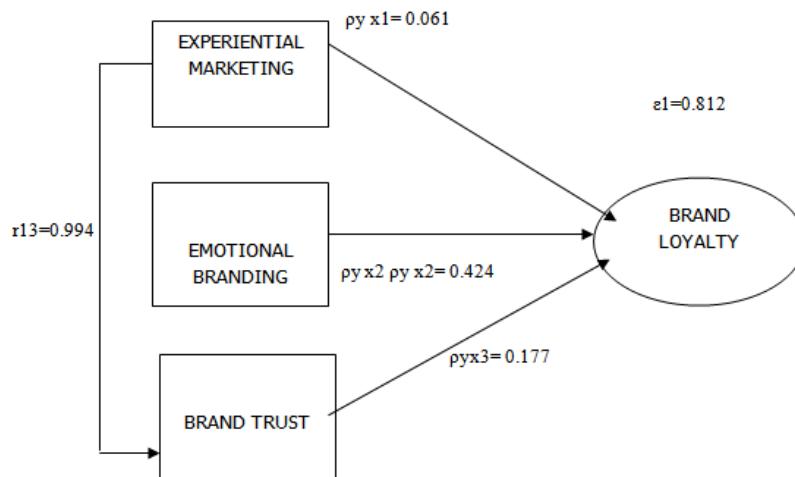 ρy x1= 0.061
EXPERIENTIAL
MARKETING
ε1=0.812
BRAND
LOYALTY
r13=0.994
EMOTIONAL
BRANDING
ρy x2 ρy x2= 0.424
ρyx3= 0.177
BRAND TRUST